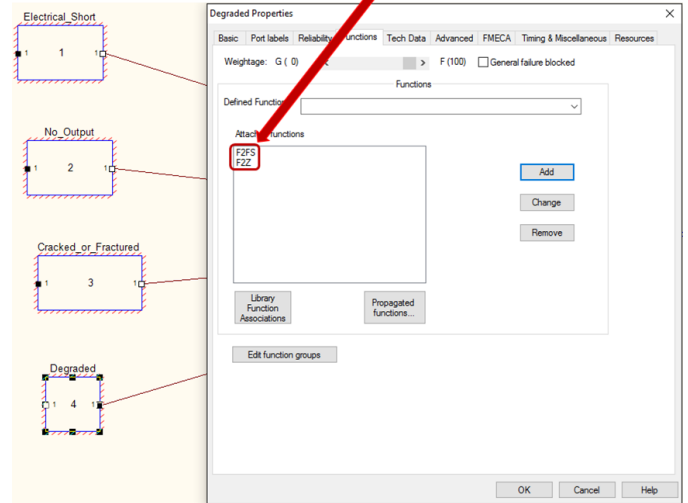 Electrical_Short
1 1 1
No_Output
1 2 1
Cracked_or_Fractured
1 3 1
Degraded
1 4 1
Degraded Properties
Basic Port labels Reliability Functions Tech Data Advanced FMECA Timing & Miscellaneous Resources
Weightage: G ( 0) F (100) General failure blocked
Functions
Defined Function
Attached functions
F2FS
F2Z
Add
Change
Remove
Library
Function
Associations
Propagated
functions...
Edit function groups
OK Cancel Help